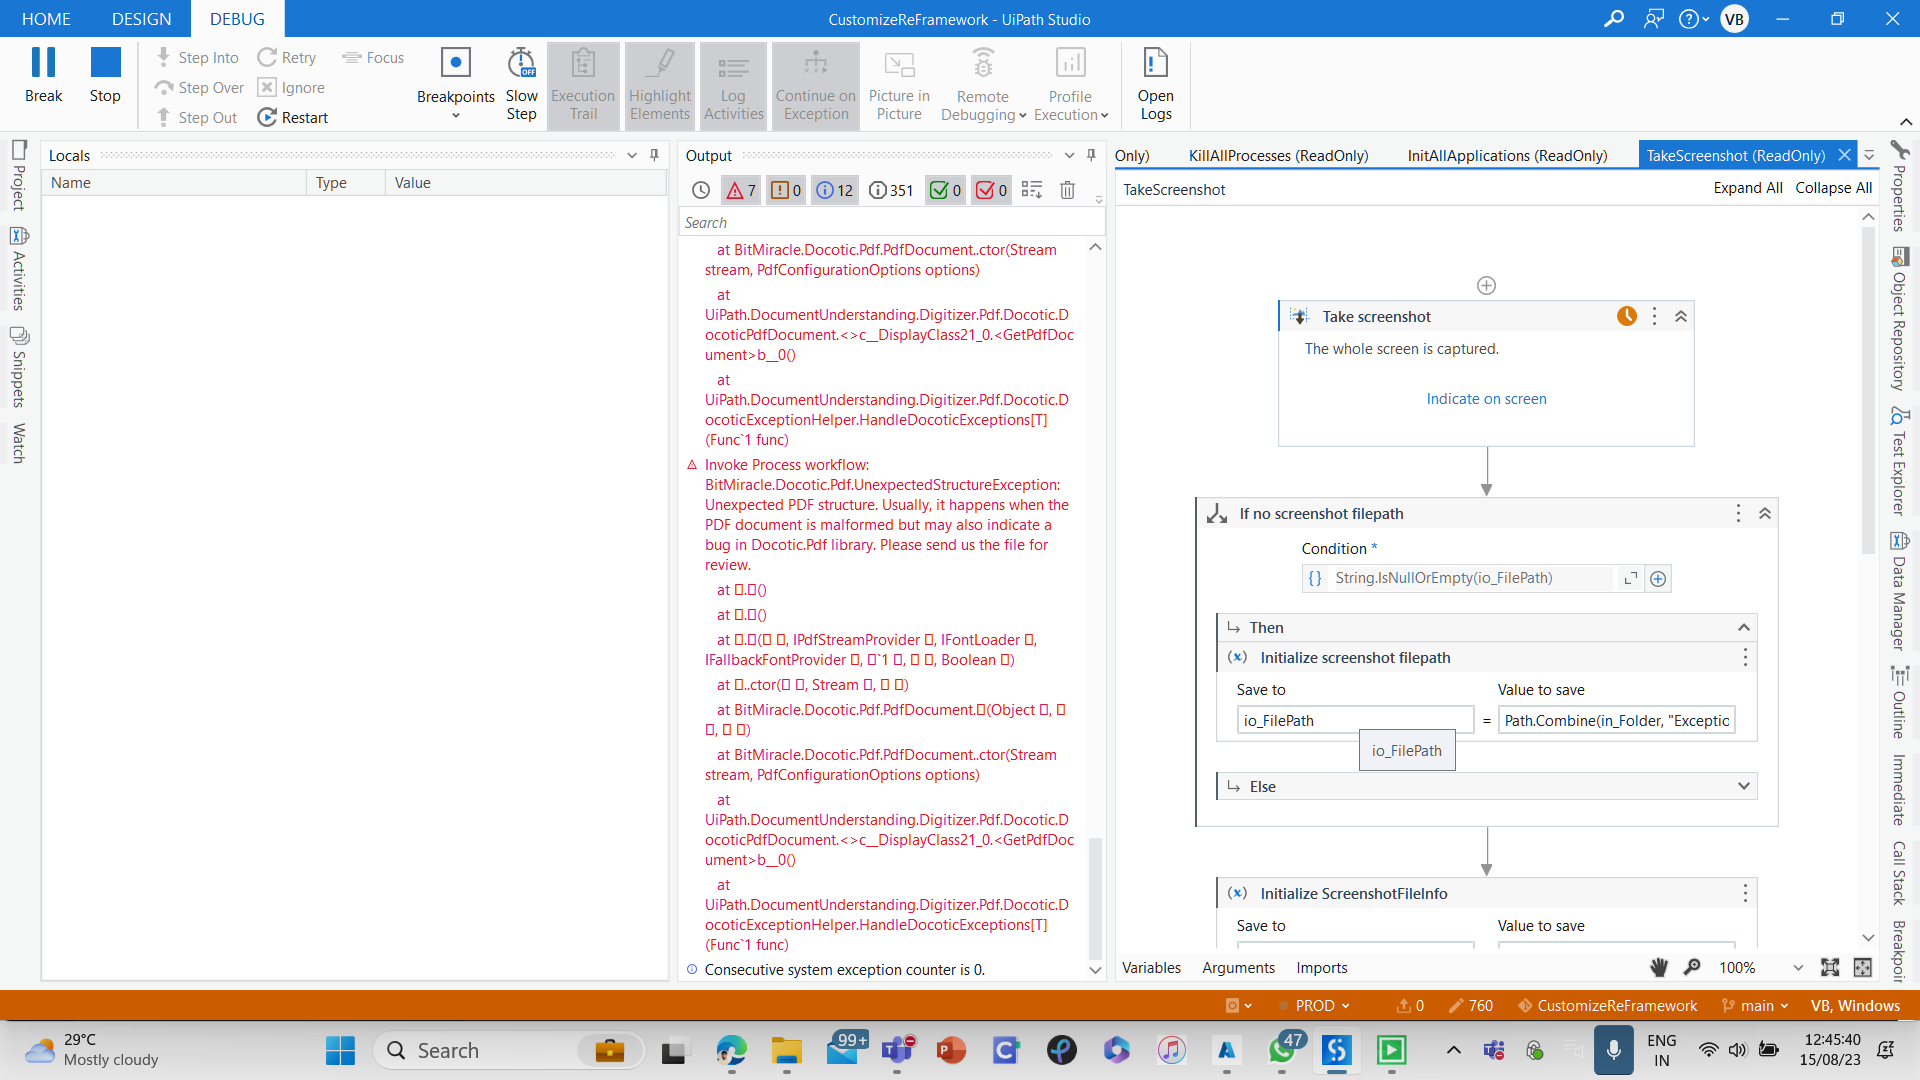 HOME
DESIGN
DEBUG
CustomizeReFramework - UiPath Studio
VB
Break
Stop
Step Into
Step Over
Step Out
Retry
Ignore
Restart
Focus
Breakpoints
Slow Step
OFF
Execution Trail
Highlight Elements
Log Activities
Continue on Exception
Picture in Picture
Remote Debugging
Profile Execution
Open Logs
Project
Activities
Snippets
Watch
Locals
Name
Type
Value
Output
7
0
12
351
0
0
Search
at BitMiracle.Docotic.Pdf.PdfDocument..ctor(Stream
stream, PdfConfigurationOptions options)
at
UiPath.DocumentUnderstanding.Digitizer.Pdf.Docotic.D
ocoticPdfDocument.<>c__DisplayClass21_0.<GetPdfDoc
ument>b__0()
at
UiPath.DocumentUnderstanding.Digitizer.Pdf.Docotic.D
ocoticExceptionHelper.HandleDocoticExceptions[T]
(Func`1 func)
Invoke Process workflow:
BitMiracle.Docotic.Pdf.UnexpectedStructureException:
Unexpected PDF structure. Usually, it happens when the
PDF document is malformed but may also indicate a
bug in Docotic.Pdf library. Please send us the file for
review.
at ▯.▯()
at ▯.▯()
at ▯.▯(▯ ▯, IPdfStreamProvider ▯, IFontLoader ▯,
IFallbackFontProvider ▯, ▯`1 ▯, ▯ ▯, Boolean ▯)
at ▯..ctor(▯ ▯, Stream ▯, ▯ ▯)
at BitMiracle.Docotic.Pdf.PdfDocument.▯(Object ▯, ▯
▯, ▯ ▯)
at BitMiracle.Docotic.Pdf.PdfDocument..ctor(Stream
stream, PdfConfigurationOptions options)
at
UiPath.DocumentUnderstanding.Digitizer.Pdf.Docotic.D
ocoticPdfDocument.<>c__DisplayClass21_0.<GetPdfDoc
ument>b__0()
at
UiPath.DocumentUnderstanding.Digitizer.Pdf.Docotic.D
ocoticExceptionHelper.HandleDocoticExceptions[T]
(Func`1 func)
Consecutive system exception counter is 0.
Only)
KillAllProcesses (ReadOnly)
InitAllApplications (ReadOnly)
TakeScreenshot (ReadOnly)
TakeScreenshot
Expand All
Collapse All
Take screenshot
The whole screen is captured.
Indicate on screen
If no screenshot filepath
Condition *
String.IsNullOrEmpty(io_FilePath)
Then
Initialize screenshot filepath
Save to
Value to save
io_FilePath
=
Path.Combine(in_Folder, "Exceptio
io_FilePath
Else
Initialize ScreenshotFileInfo
Save to
Value to save
Variables
Arguments
Imports
100%
Properties
Object Repository
Test Explorer
Data Manager
Outline
Immediate
Call Stack
Breakpoin
PROD
0
760
CustomizeReFramework
main
VB, Windows
29°C
Mostly cloudy
Search
99+
47
ENG
IN
12:45:40
15/08/23